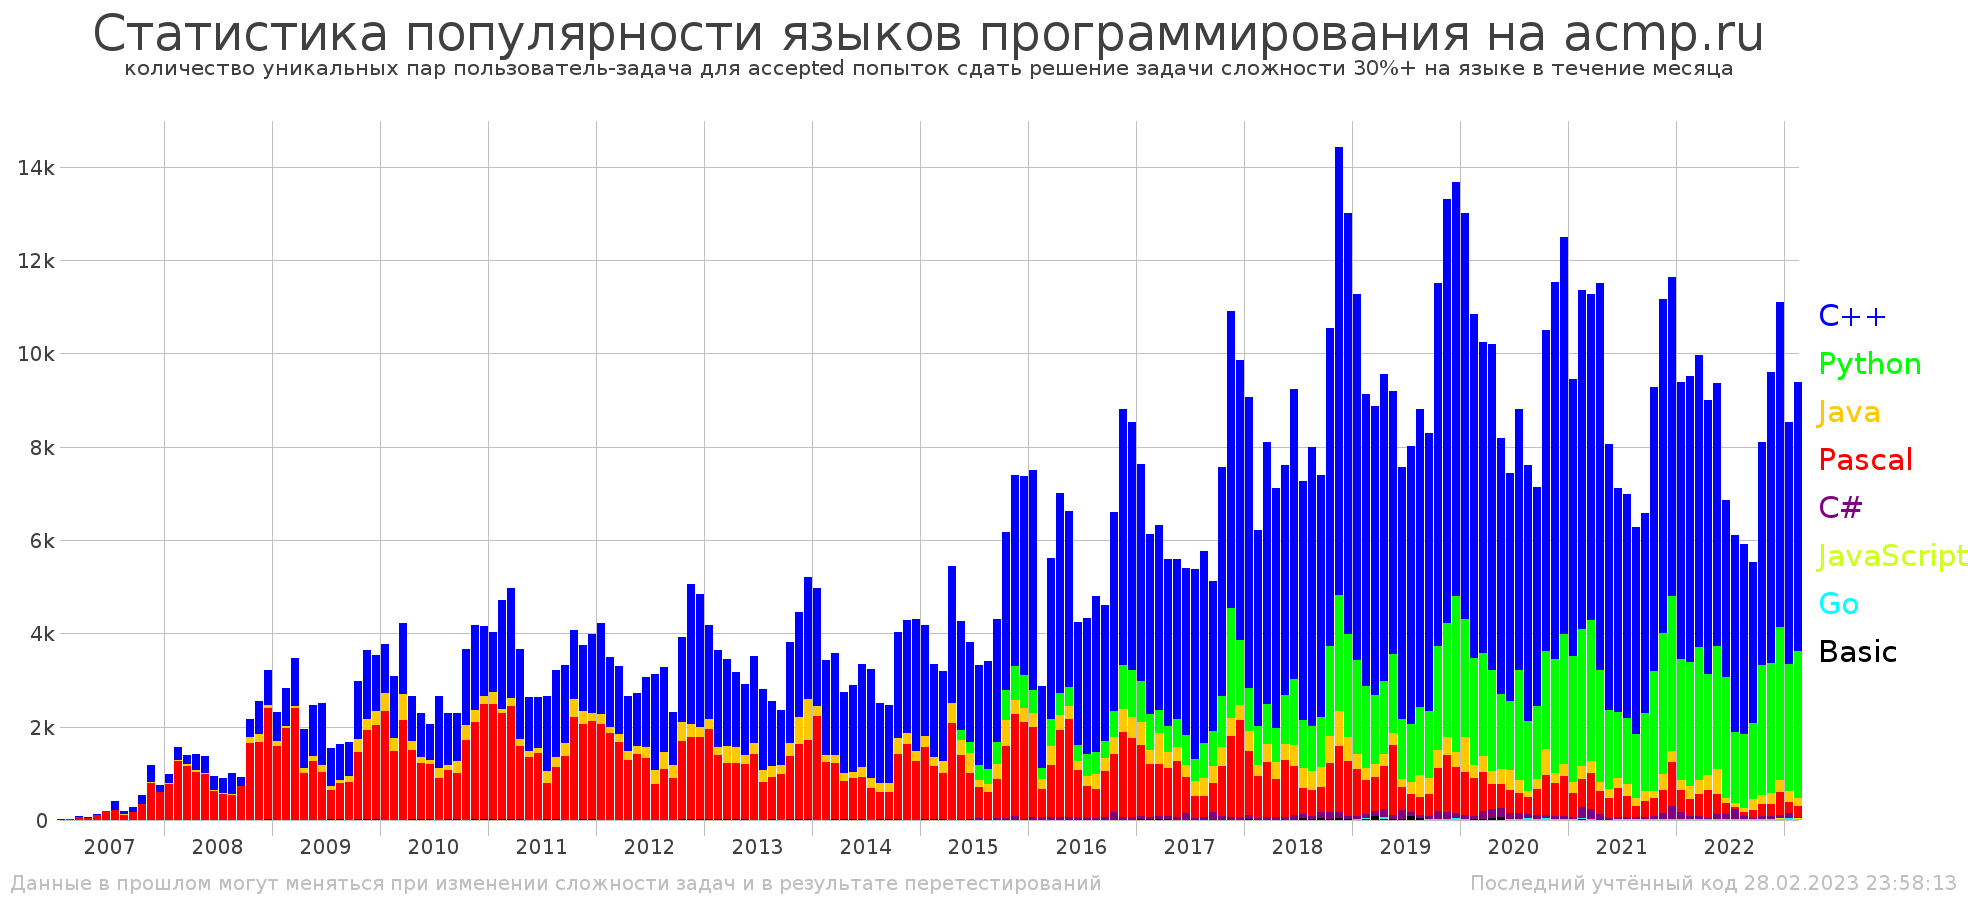 Статистика популярности языков программирования на acmp.ru
количество уникальных пар пользователь-задача для accepted попыток сдать решение задачи сложности 30%+ на языке в течение месяца
14k
12k
10k
8k
6k
4k
2k
0
C++
Python
Java
Pascal
C#
JavaScript
Go
Basic
2007 2008 2009 2010 2011 2012 2013 2014 2015 2016 2017 2018 2019 2020 2021 2022
Данные в прошлом могут меняться при изменении сложности задач и в результате перетестирований
Последний учтённый код 28.02.2023 23:58:13